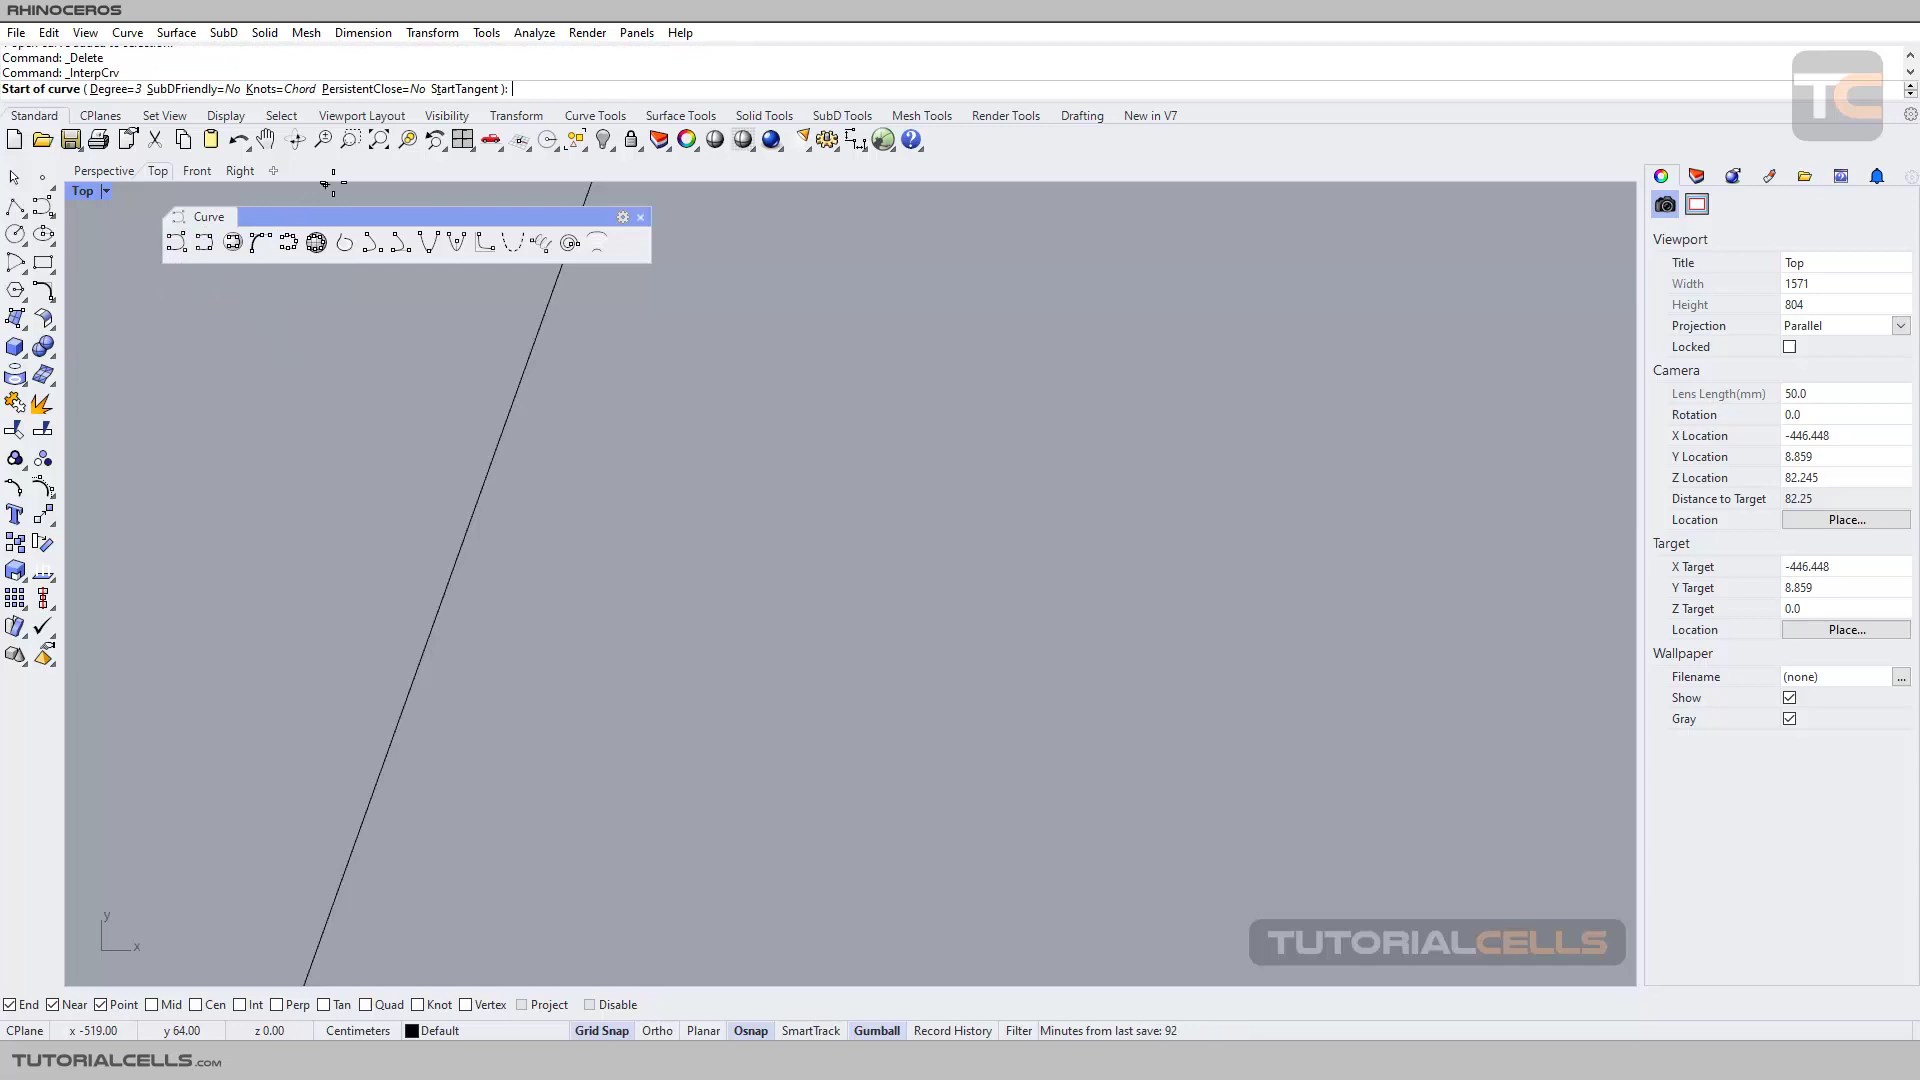 RHINOCEROS
File Edit View Curve Surface SubD Solid Mesh Dimension Transform Tools Analyze Render Panels Help
Command: _Delete
Command: _InterpCrv
Start of curve ( Degree=3 SubDFriendly=No Knots=Chord PersistentClose=No StartTangent ):
TC
Standard CPlanes Set View Display Select Viewport Layout Visibility Transform Curve Tools Surface Tools Solid Tools SubD Tools Mesh Tools Render Tools Drafting New in V7
Perspective Top Front Right
Top
Curve
Viewport
Title Top
Width 1571
Height 804
Projection Parallel
Locked
Camera
Lens Length(mm) 50.0
Rotation 0.0
X Location -446.448
Y Location 8.859
Z Location 82.245
Distance to Target 82.25
Location Place...
Target
X Target -446.448
Y Target 8.859
Z Target 0.0
Location Place...
Wallpaper
Filename (none) ...
Show
Gray
y
x
TUTORIALCELLS
End Near Point Mid Cen Int Perp Tan Quad Knot Vertex Project Disable
CPlane x -519.00 y 64.00 z 0.00 Centimeters Default Grid Snap Ortho Planar Osnap SmartTrack Gumball Record History Filter Minutes from last save: 92
TUTORIALCELLS.COM